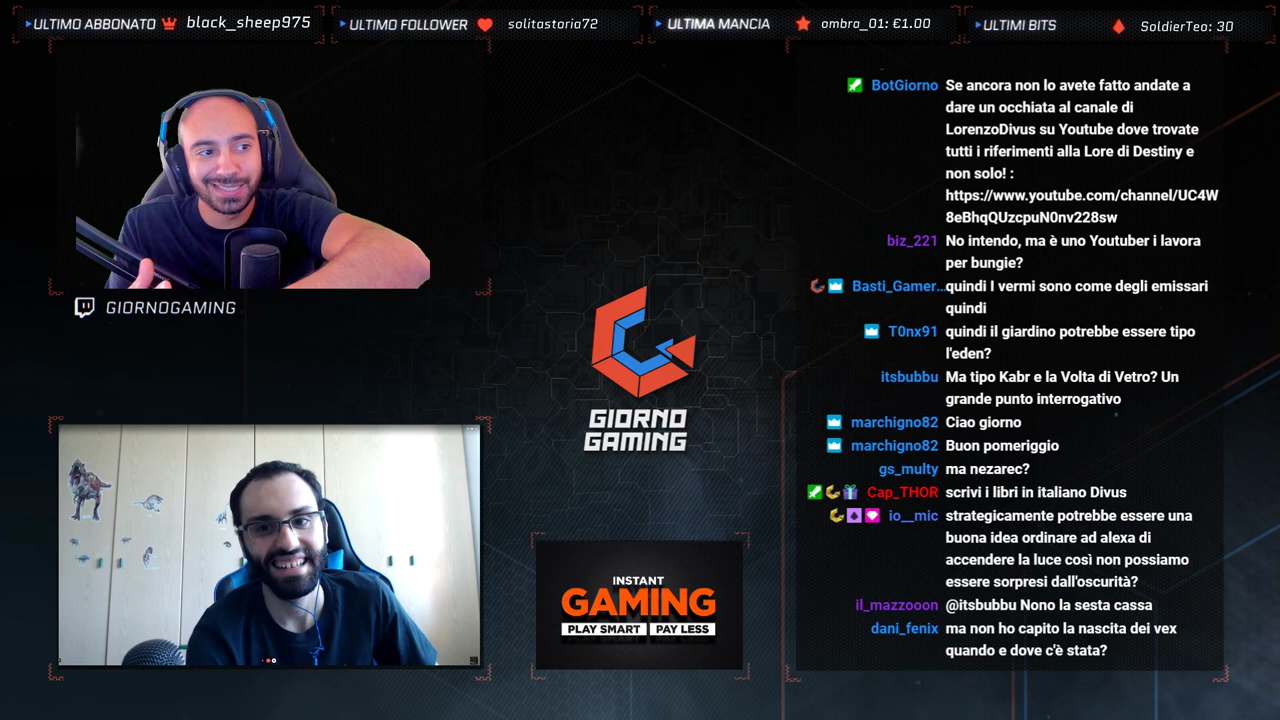 ULTIMO ABBONATO black_sheep975
ULTIMO FOLLOWER solitastoria72
ULTIMA MANCIA ombra_01: €1.00
ULTIMI BITS SoldierTea: 30
GIORNOGAMING
GIORNO
GAMING
INSTANT
GAMING
PLAY SMART PAY LESS
BotGiorno Se ancora non lo avete fatto andate a
dare un occhiata al canale di
LorenzoDivus su Youtube dove trovate
tutti i riferimenti alla Lore di Destiny e
non solo! :
https://www.youtube.com/channel/UC4W
8eBhqQUzcpuN0nv228sw
biz_221 No intendo, ma è uno Youtuber i lavora
per bungie?
Basti_Gamer... quindi I vermi sono come degli emissari
quindi
T0nx91 quindi il giardino potrebbe essere tipo
l'eden?
itsbubbu Ma tipo Kabr e la Volta di Vetro? Un
grande punto interrogativo
marchigno82 Ciao giorno
marchigno82 Buon pomeriggio
gs_multy ma nezarec?
Cap_THOR scrivi i libri in italiano Divus
io__mic strategicamente potrebbe essere una
buona idea ordinare ad alexa di
accendere la luce così non possiamo
essere sorpresi dall'oscurità?
il_mazzooon @itsbubbu Nono la sesta cassa
dani_fenix ma non ho capito la nascita dei vex
quando e dove c'è stata?